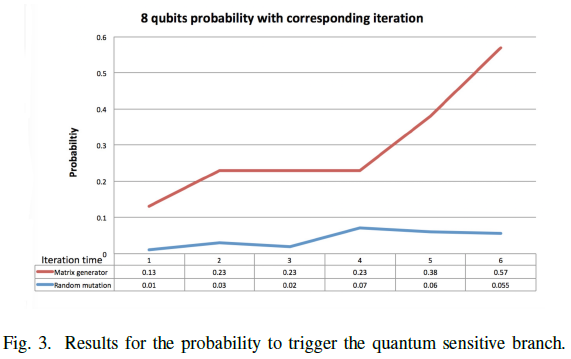 8 qubits probability with corresponding iteration
0.6
0.5
0.4
0.3
0.2
0.1
0
Probabiltiy
Iteration time 1 2 3 4 5 6
Matrix generator 0.13 0.23 0.23 0.23 0.38 0.57
Random mutation 0.01 0.03 0.02 0.07 0.06 0.055
Fig. 3. Results for the probability to trigger the quantum sensitive branch.